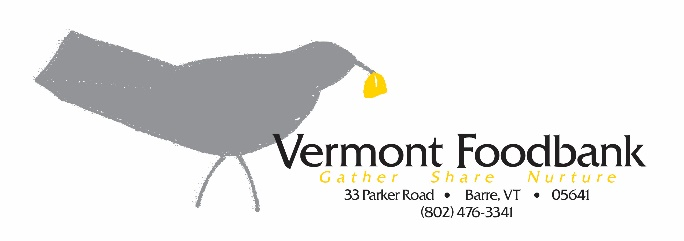 Vermont Foodbank
Gather Share Nurture
33 Parker Road • Barre, VT • 05641
(802) 476-3341